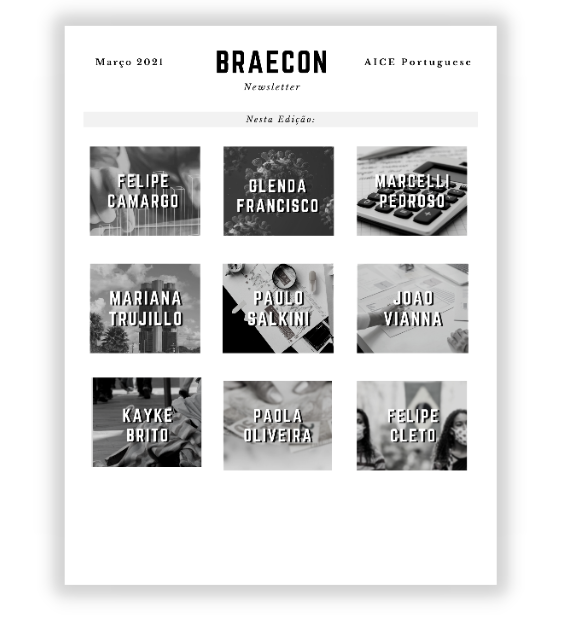 Março 2021
BRAECON
AICE Portuguese
Newsletter
Nesta Edição:
FELIPE
CAMARGO
GLENDA
FRANCISCO
MARCELLI
PEDROSO
MARIANA
TRUJILLO
PAULO
SALKINI
JOAO
VIANNA
KAYKE
BRITO
PAOLA
OLIVEIRA
FELIPE
CLETO